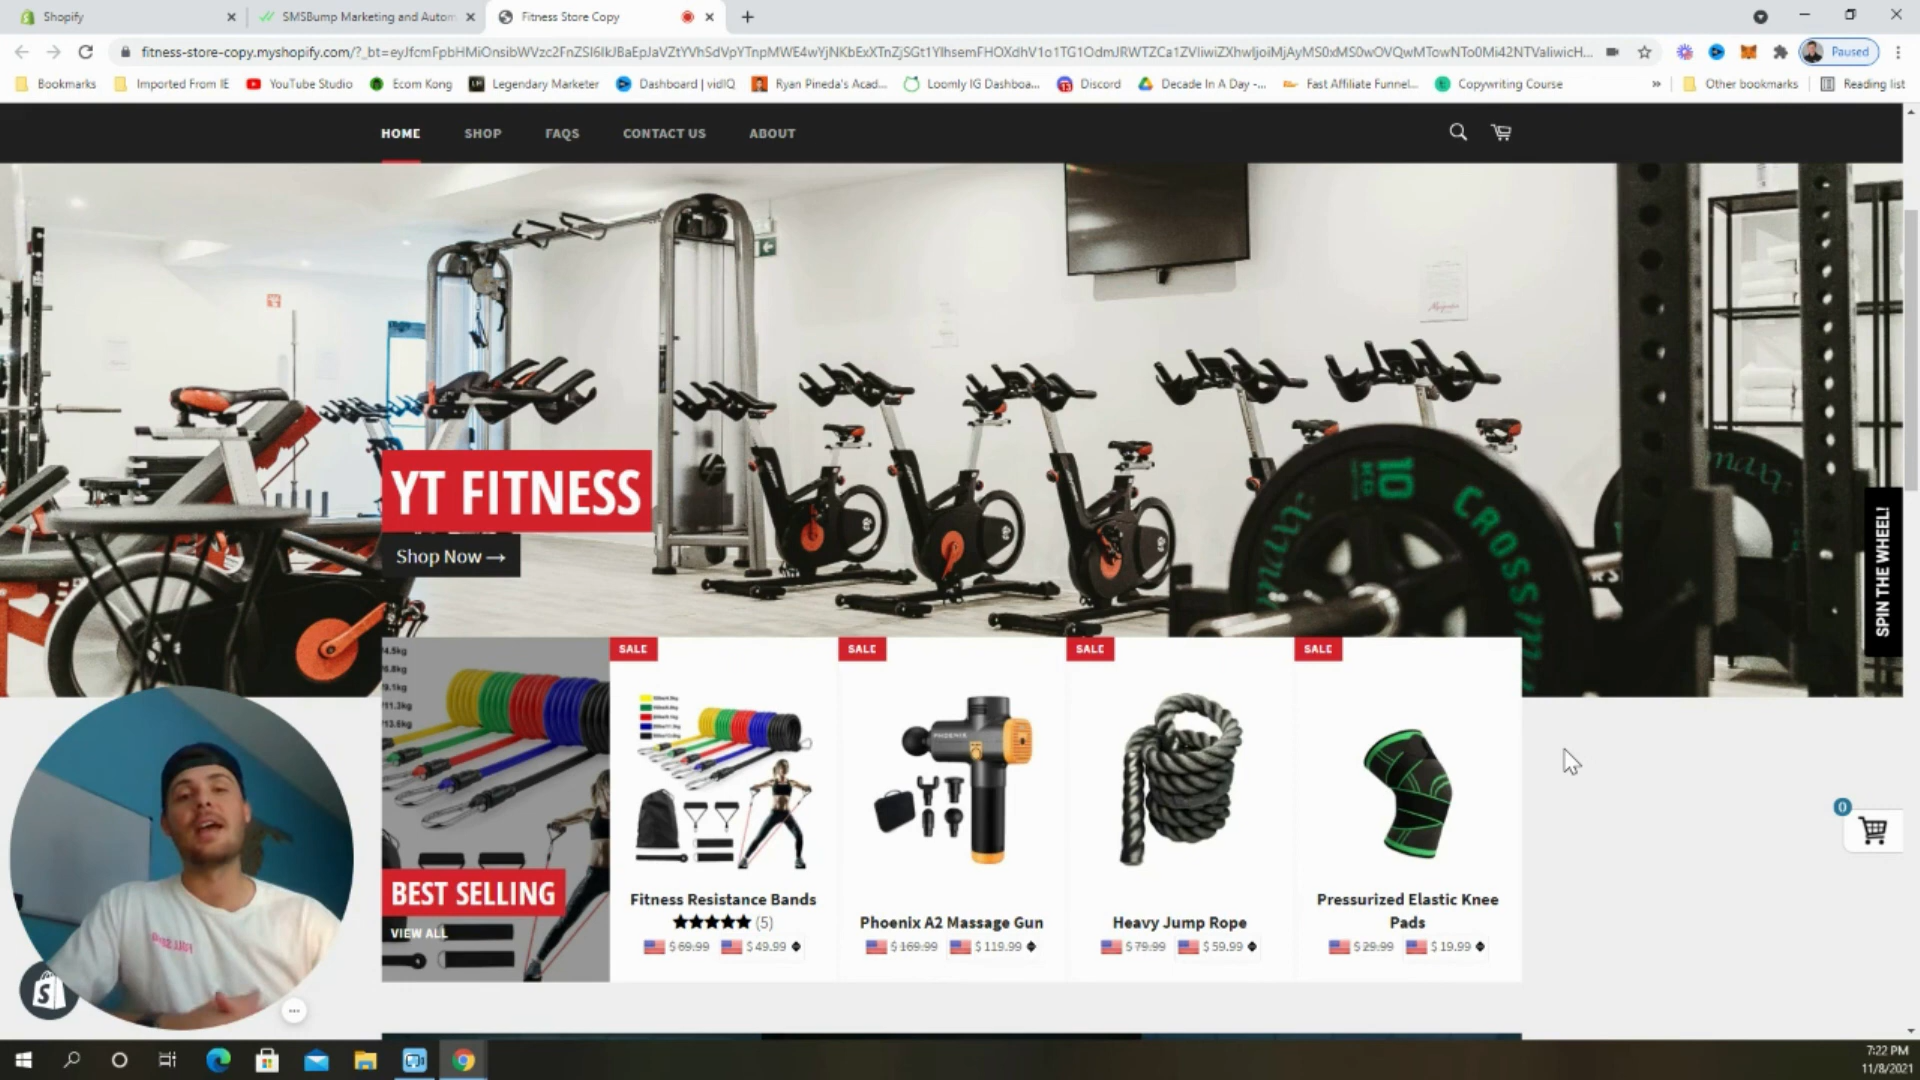 Shopify
SMSBump Marketing and Autom
Fitness Store Copy
Paused
Bookmarks
Imported From IE
YouTube Studio
Ecom Kong
Legendary Marketer
Dashboard | vidIQ
Ryan Pineda's Acad...
Loomly IG Dashboa...
Discord
Decade In A Day -...
Fast Affiliate Funnel...
Copywriting Course
»
Other bookmarks
Reading list
HOME
SHOP
FAQS
CONTACT US
ABOUT
10
CROSSM
YT FITNESS
Shop Now →
SPIN THE WHEEL!
SALE
SALE
SALE
SALE
PHOENIX
BEST SELLING
VIEW ALL
Fitness Resistance Bands
★★★★★ (5)
$ 69.99 $ 49.99
Phoenix A2 Massage Gun
$ 169.99 $ 119.99
Heavy Jump Rope
$ 79.99 $ 59.99
Pressurized Elastic Knee
Pads
$ 29.99 $ 19.99
0
7:22 PM
11/8/2021